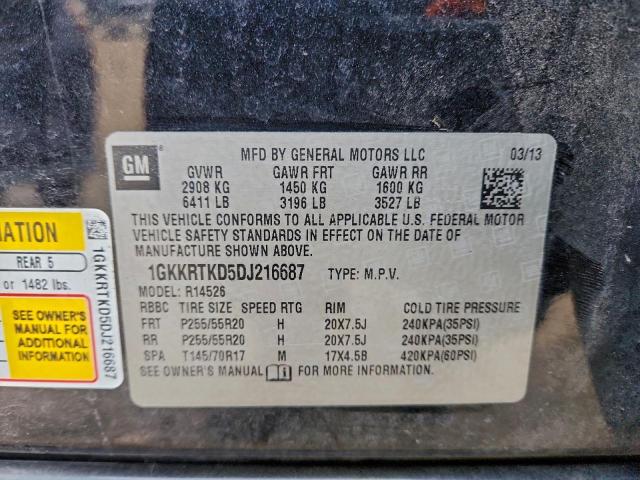 GM
MFD BY GENERAL MOTORS LLC 03/13
GVWR GAWR FRT GAWR RR
2908 KG 1450 KG 1600 KG
6411 LB 3196 LB 3527 LB
THIS VEHICLE CONFORMS TO ALL APPLICABLE U.S. FEDERAL MOTOR
VEHICLE SAFETY STANDARDS IN EFFECT ON THE DATE OF
MANUFACTURE SHOWN ABOVE.
1GKKRTKD5DJ216687 TYPE: M.P.V.
MODEL: R14526
RBBC TIRE SIZE SPEED RTG RIM COLD TIRE PRESSURE
FRT P255/55R20 H 20X7.5J 240KPA(35PSI)
RR P255/55R20 H 20X7.5J 240KPA(35PSI)
SPA T145/70R17 M 17X4.5B 420KPA(60PSI)
SEE OWNER'S MANUAL FOR MORE INFORMATION.
REAR 5
or 1482 lbs.
SEE OWNER'S
MANUAL FOR
ADDITIONAL
INFORMATION
1GKKRTKD5DJ216687